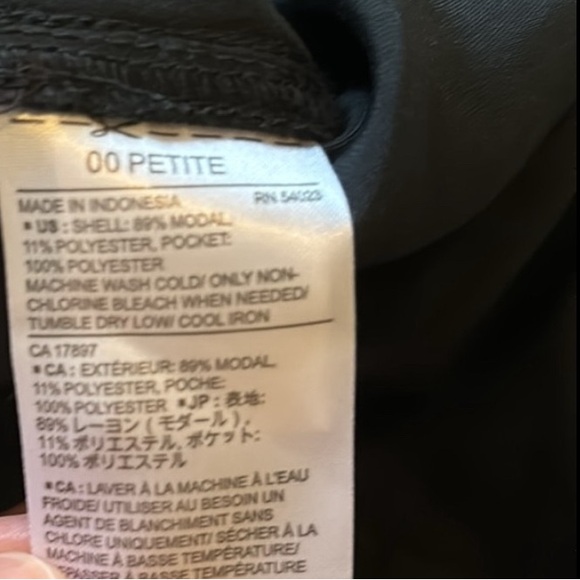 00 PETITE
MADE IN INDONESIA RN 54023
▪US : SHELL: 89% MODAL,
11% POLYESTER, POCKET:
100% POLYESTER
MACHINE WASH COLD/ ONLY NON-
CHLORINE BLEACH WHEN NEEDED/
TUMBLE DRY LOW/ COOL IRON
CA 17897
▪CA : EXTÉRIEUR: 89% MODAL,
11% POLYESTER, POCHE:
100% POLYESTER ▪JP : 表地:
89% レーヨン ( モダール ),
11% ポリエステル, ポケット:
100% ポリエステル
▪CA : LAVER À LA MACHINE À L'EAU
FROIDE/ UTILISER AU BESOIN UN
AGENT DE BLANCHIMENT SANS
CHLORE UNIQUEMENT/ SÉCHER À LA
MACHINE À BASSE TEMPÉRATURE/
REPASSER À BASSE TEMPÉRATURE